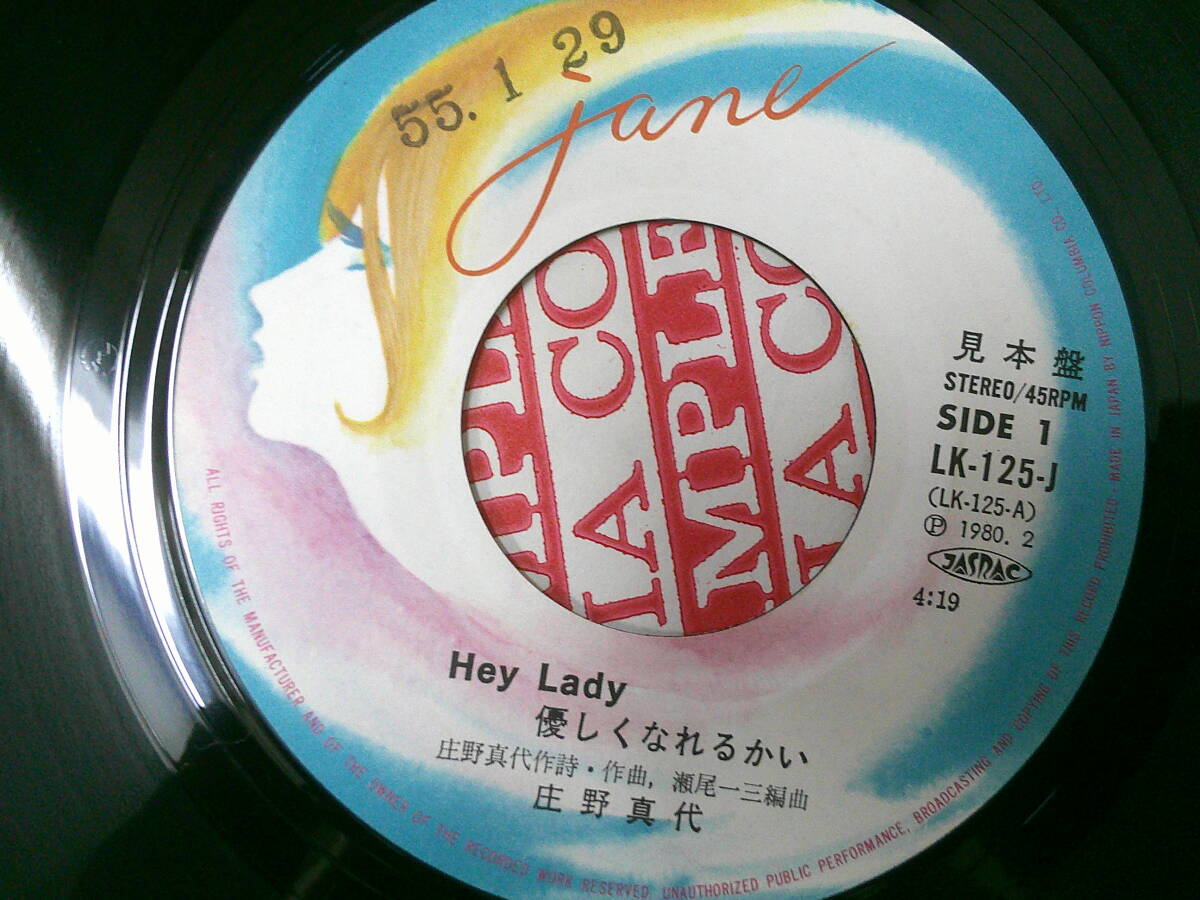 55. 1 29
jane
見本盤
STEREO/45RPM
SIDE 1
LK-125-J
(LK-125-A)
Ⓟ 1980. 2
JASRAC
4:19
Hey Lady
優しくなれるかい
庄野真代作詩・作曲, 瀬尾一三編曲
庄野真代
ALL RIGHTS OF THE MANUFACTURER AND OF THE OWNER OF THE RECORDED WORK RESERVED. UNAUTHORIZED PUBLIC PERFORMANCE, BROADCASTING AND COPYING OF THIS RECORD PROHIBITED · MADE IN JAPAN BY NIPPON COLUMBIA CO., LTD.
MPLE
IA CO